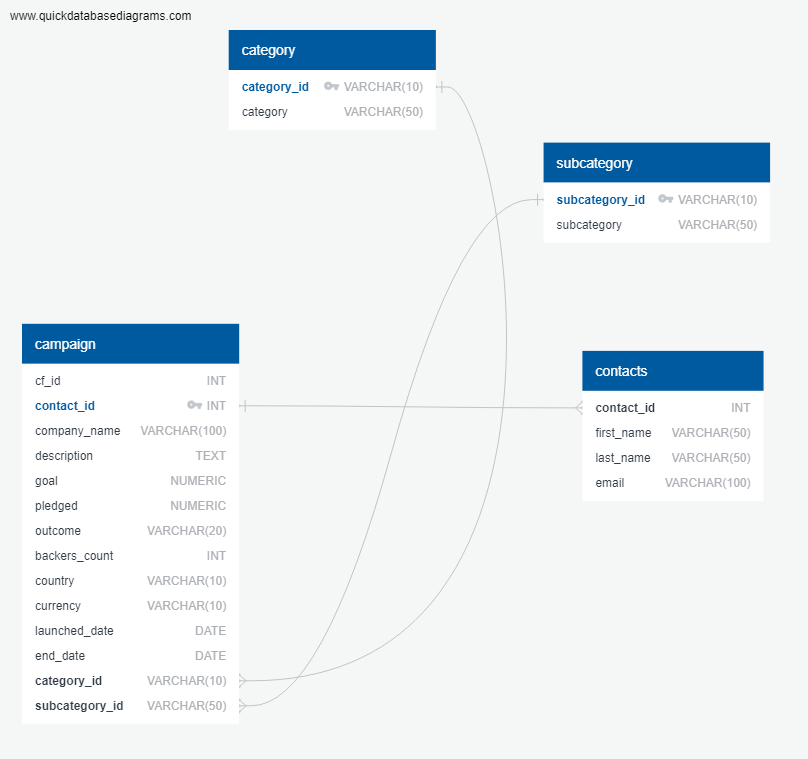 www.quickdatabasediagrams.com
category
category_id VARCHAR(10)
category VARCHAR(50)
subcategory
subcategory_id VARCHAR(10)
subcategory VARCHAR(50)
campaign
cf_id INT
contact_id INT
company_name VARCHAR(100)
description TEXT
goal NUMERIC
pledged NUMERIC
outcome VARCHAR(20)
backers_count INT
country VARCHAR(10)
currency VARCHAR(10)
launched_date DATE
end_date DATE
category_id VARCHAR(10)
subcategory_id VARCHAR(50)
contacts
contact_id INT
first_name VARCHAR(50)
last_name VARCHAR(50)
email VARCHAR(100)